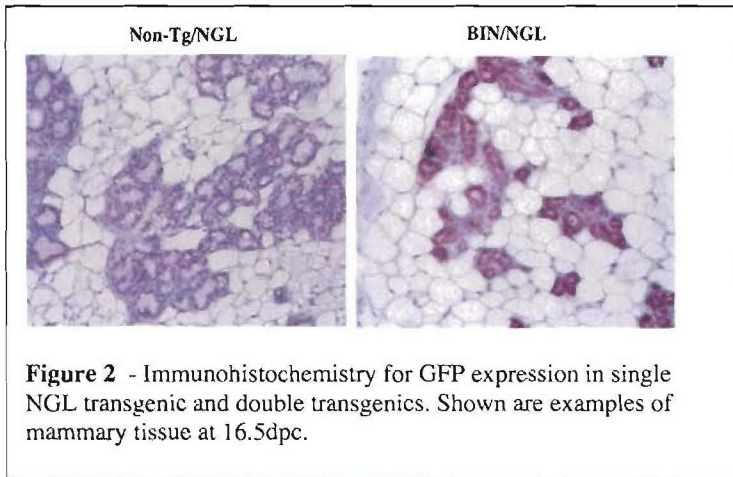 Non-Tg/NGL BIN/NGL
Figure 2 - Immunohistochemistry for GFP expression in single
NGL transgenic and double transgenics. Shown are examples of
mammary tissue at 16.5dpc.